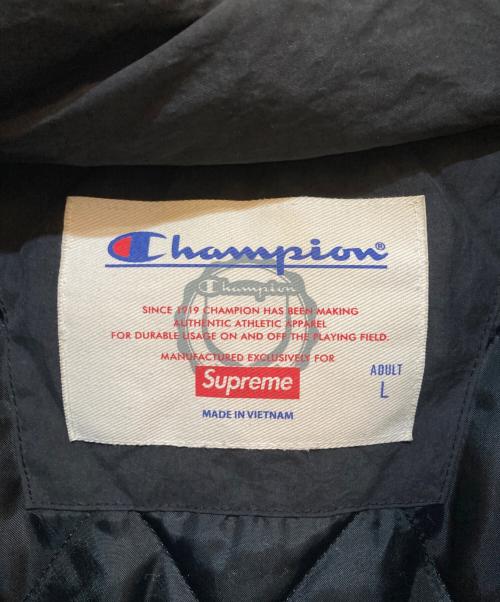 Champion®
Champion
SINCE 1919 CHAMPION HAS BEEN MAKING
AUTHENTIC ATHLETIC APPAREL
FOR DURABLE USAGE ON AND OFF THE PLAYING FIELD.
MANUFACTURED EXCLUSIVELY FOR
Supreme
ADULT
L
MADE IN VIETNAM